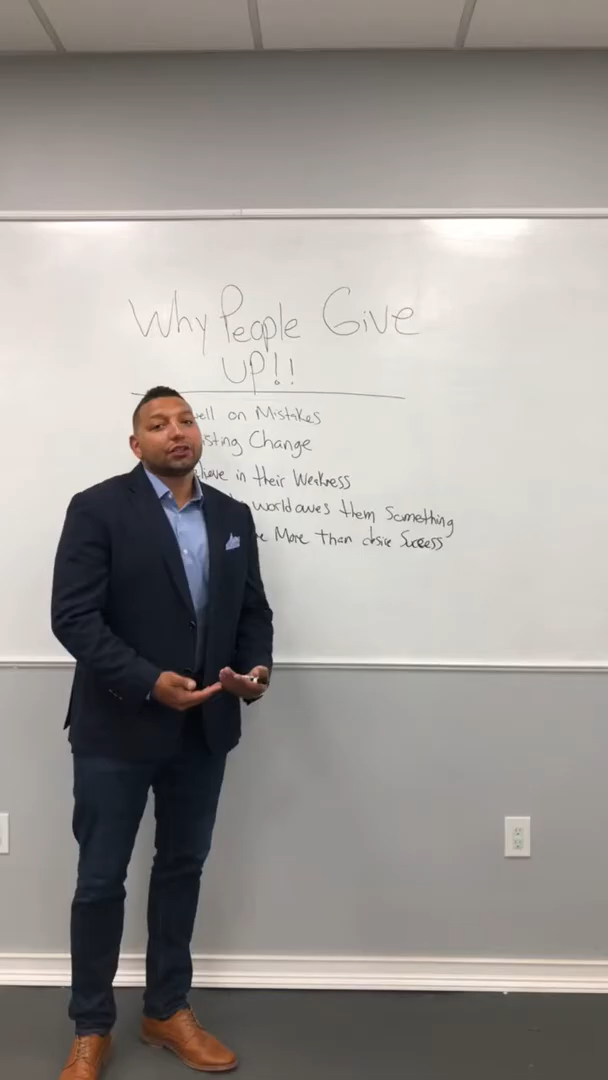 Why People Give
UP!!
on Mistakes
Change
in their Weakness
world owes them Something
More Than desire Success